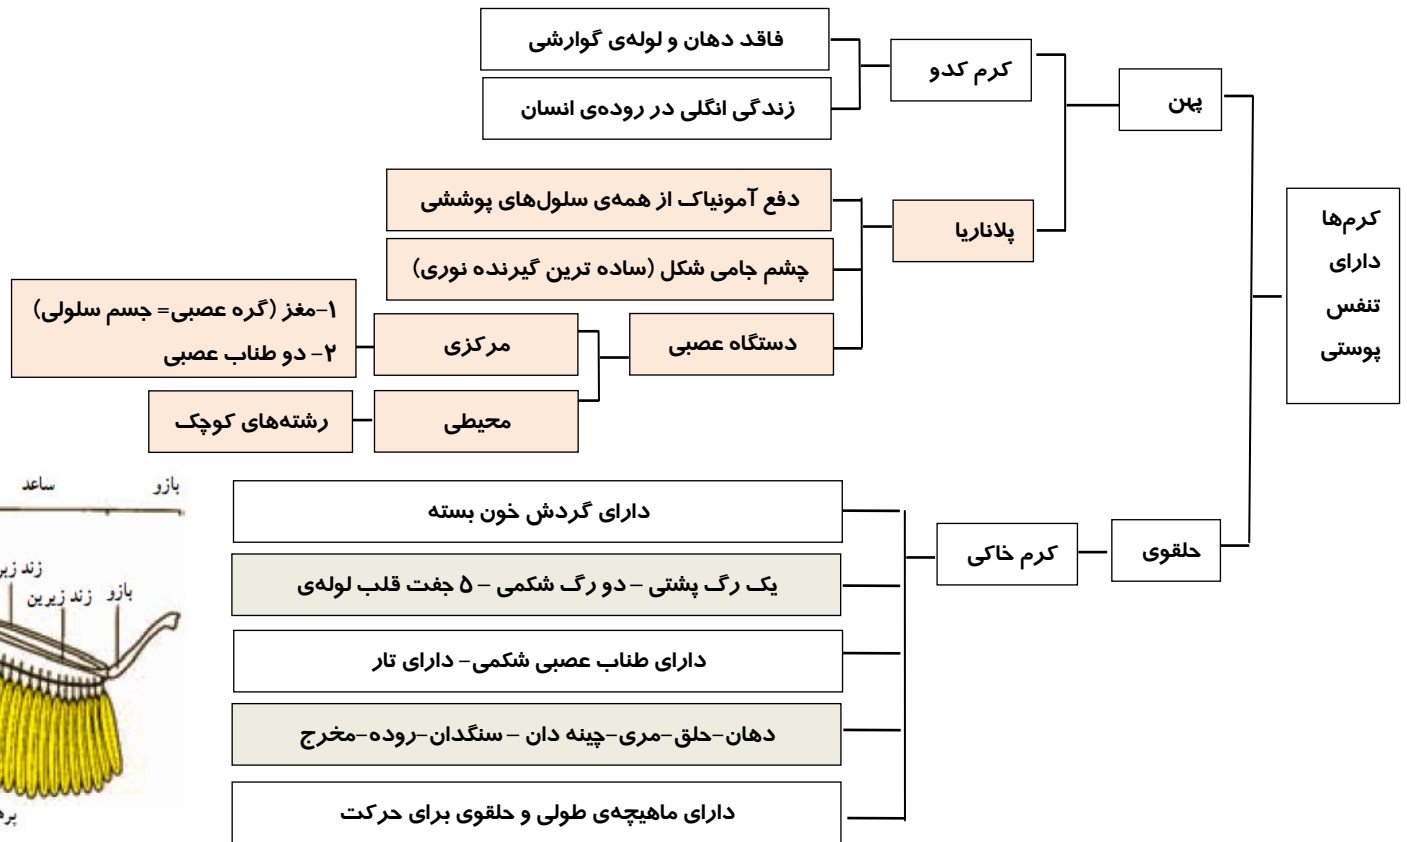 کرم‌ها
دارای
تنفس
پوستی
پهن
کرم کدو
فاقد دهان و لوله‌ی گوارشی
زندگی انگلی در روده‌ی انسان
پلاناریا
دفع آمونیاک از همه‌ی سلول‌های پوششی
چشم جامی شکل (ساده ترین گیرنده نوری)
دستگاه عصبی
مرکزی
۱-مغز (گره عصبی= جسم سلولی)
۲- دو طناب عصبی
محیطی
رشته‌های کوچک
حلقوی
کرم خاکی
دارای گردش خون بسته
یک رگ پشتی – دو رگ شکمی – ۵ جفت قلب لوله‌ی
دارای طناب عصبی شکمی- دارای تار
دهان-حلق-مری-چینه دان – سنگدان-روده-مخرج
دارای ماهیچه‌ی طولی و حلقوی برای حرکت
بازو ساعد
بازو زند زیرین